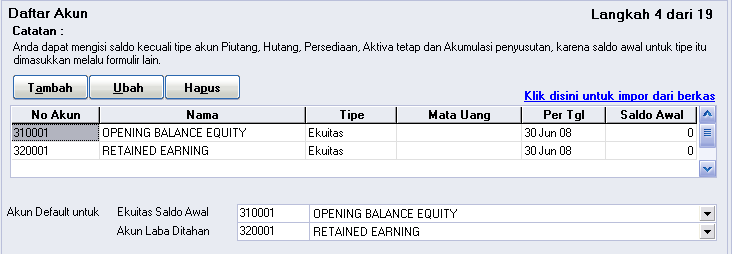 Daftar Akun Langkah 4 dari 19
Catatan :
Anda dapat mengisi saldo kecuali tipe akun Piutang, Hutang, Persediaan, Aktiva tetap dan Akumulasi penyusutan, karena saldo awal untuk tipe itu
dimasukkan melalu formulir lain.
Tambah Ubah Hapus Klik disini untuk impor dari berkas
No Akun Nama Tipe Mata Uang Per Tgl Saldo Awal
310001 OPENING BALANCE EQUITY Ekuitas 30 Jun 08 0
320001 RETAINED EARNING Ekuitas 30 Jun 08 0
Akun Default untuk Ekuitas Saldo Awal 310001 OPENING BALANCE EQUITY
Akun Laba Ditahan 320001 RETAINED EARNING